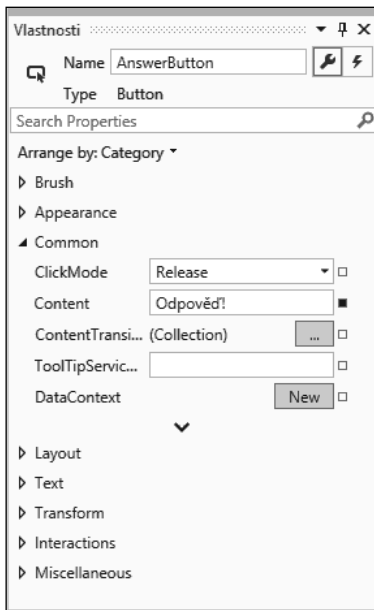 Vlastnosti
Name AnswerButton
Type Button
Search Properties
Arrange by: Category
Brush
Appearance
Common
ClickMode Release
Content Odpověď!
ContentTransi... (Collection) ...
ToolTipServic...
DataContext New
Layout
Text
Transform
Interactions
Miscellaneous